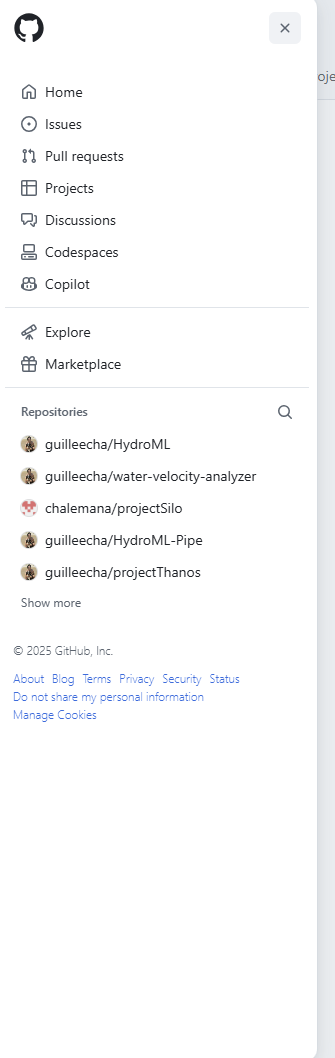 Home
Issues
Pull requests
Projects
Discussions
Codespaces
Copilot
Explore
Marketplace
Repositories
guilleecha/HydroML
guilleecha/water-velocity-analyzer
chalemana/projectSilo
guilleecha/HydroML-Pipe
guilleecha/projectThanos
Show more
© 2025 GitHub, Inc.
About Blog Terms Privacy Security Status
Do not share my personal information
Manage Cookies
oje